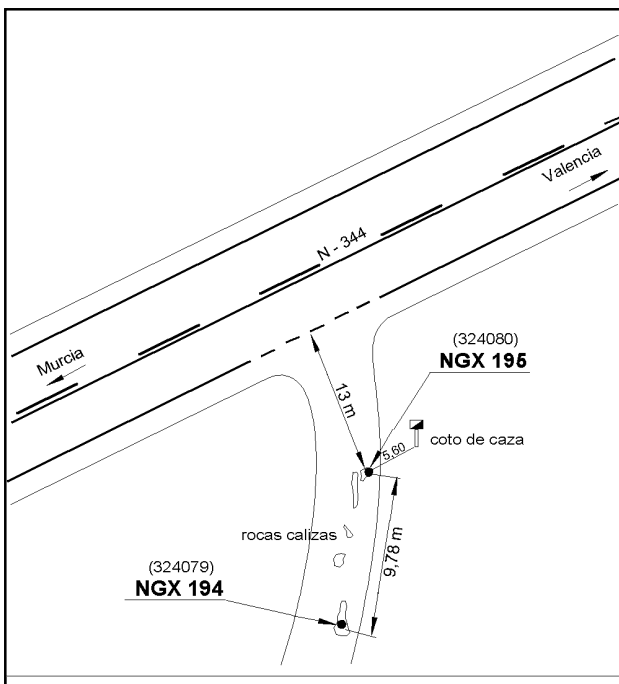 Valencia
N - 344
Murcia
(324080)
NGX 195
13 m
5,60
coto de caza
rocas calizas
9,78 m
(324079)
NGX 194